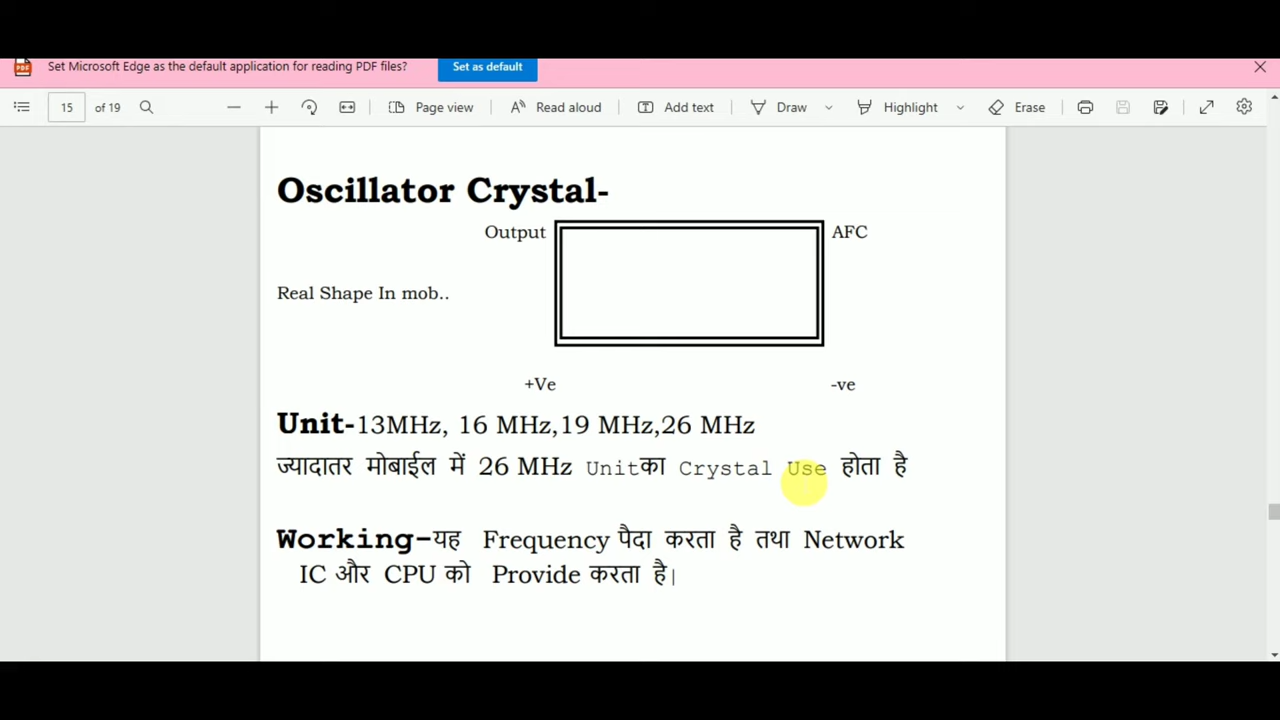 Set Microsoft Edge as the default application for reading PDF files? Set as default
15 of 19 Page view Read aloud Add text Draw Highlight Erase
Oscillator Crystal-
Output AFC
Real Shape In mob..
+Ve -ve
Unit-13MHz, 16 MHz,19 MHz,26 MHz
ज्यादातर मोबाईल में 26 MHz Unitका Crystal Use होता है
Working-यह Frequency पैदा करता है तथा Network
IC और CPU को Provide करता है|